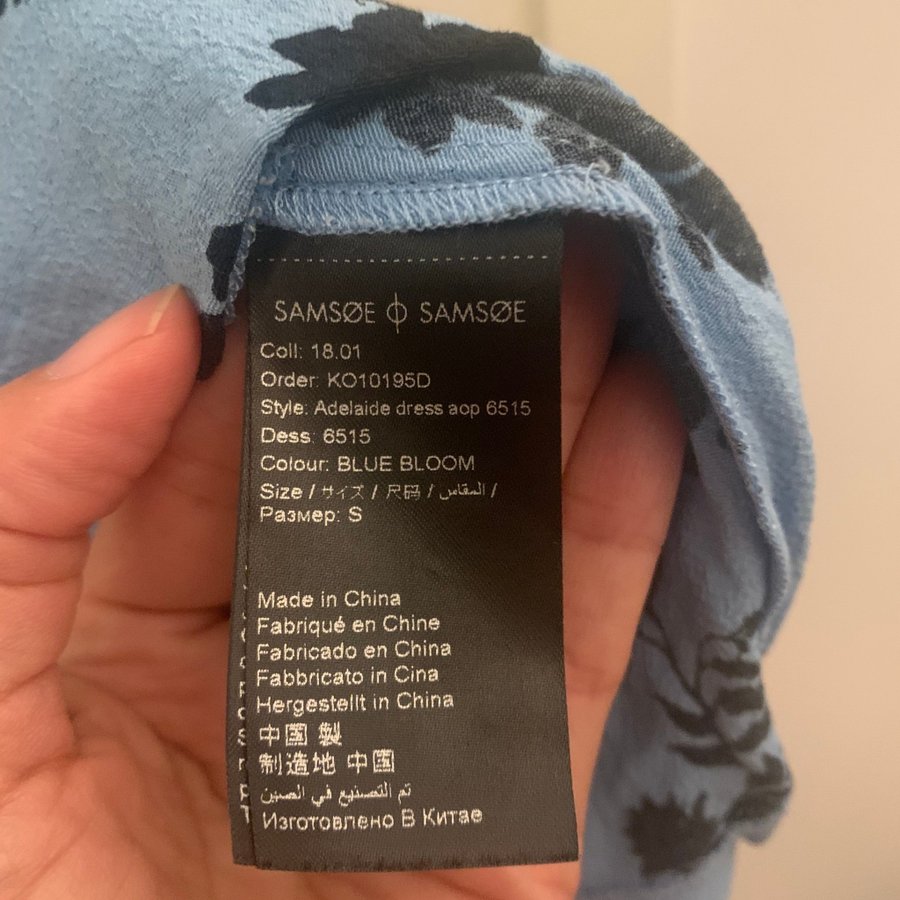 SAMSØE ϕ SAMSØE
Coll: 18.01
Order: KO10195D
Style: Adelaide dress aop 6515
Dess: 6515
Colour: BLUE BLOOM
Size / サイズ / 尺码 / المقاس /
Размер: S
Made in China
Fabriqué en Chine
Fabricado en China
Fabbricato in Cina
Hergestellt in China
中国 製
制造地 中国
تم التصنيع في الصين
Изготовлено В Китае